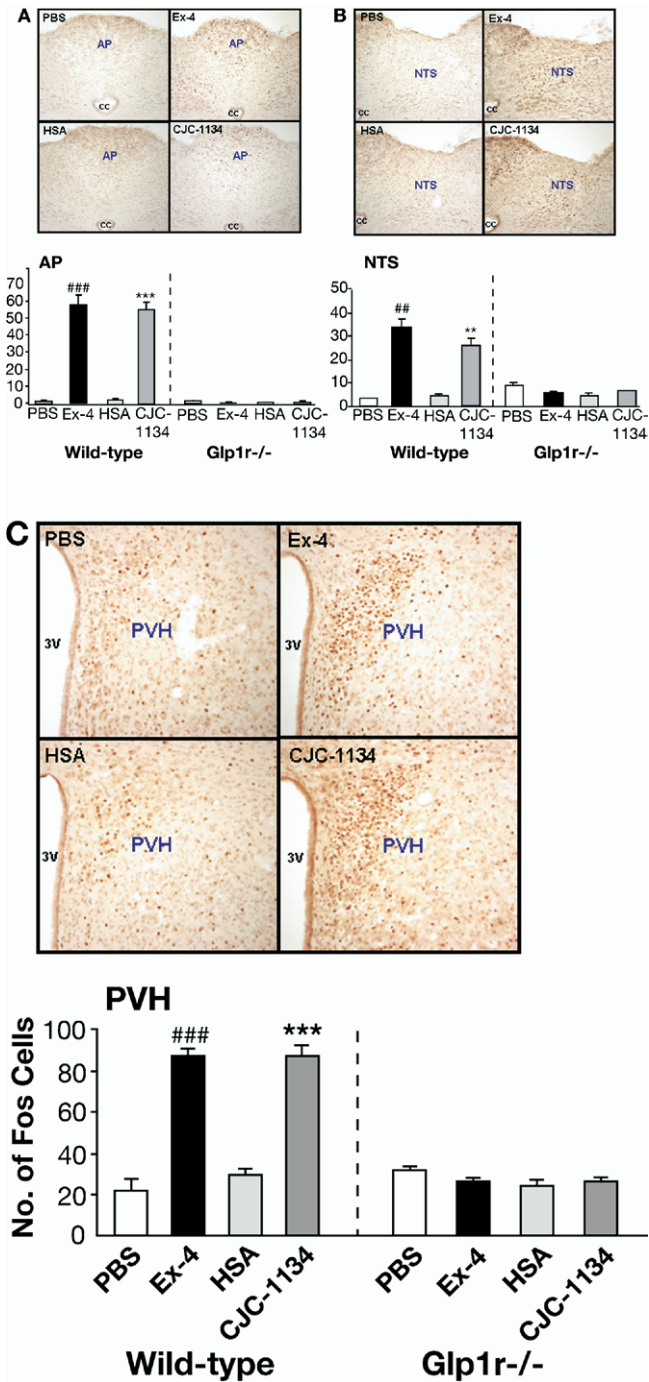 A
PBS
AP
CC
Ex-4
AP
CC
HSA
AP
CC
CJC-1134
AP
CC
B
PBS
NTS
CC
Ex-4
NTS
CC
HSA
NTS
CC
CJC-1134
NTS
CC
AP
70
60
50
40
30
20
10
0
###
***
PBS Ex-4 HSA CJC-1134 PBS Ex-4 HSA CJC-1134
Wild-type Glp1r-/-
NTS
50
40
30
20
10
0
##
**
PBS Ex-4 HSA CJC-1134 PBS Ex-4 HSA CJC-1134
Wild-type Glp1r-/-
C
PBS
PVH
3V
Ex-4
PVH
3V
HSA
PVH
3V
CJC-1134
PVH
3V
PVH
No. of Fos Cells
100
80
60
40
20
0
###
***
PBS Ex-4 HSA CJC-1134 PBS Ex-4 HSA CJC-1134
Wild-type Glp1r-/-